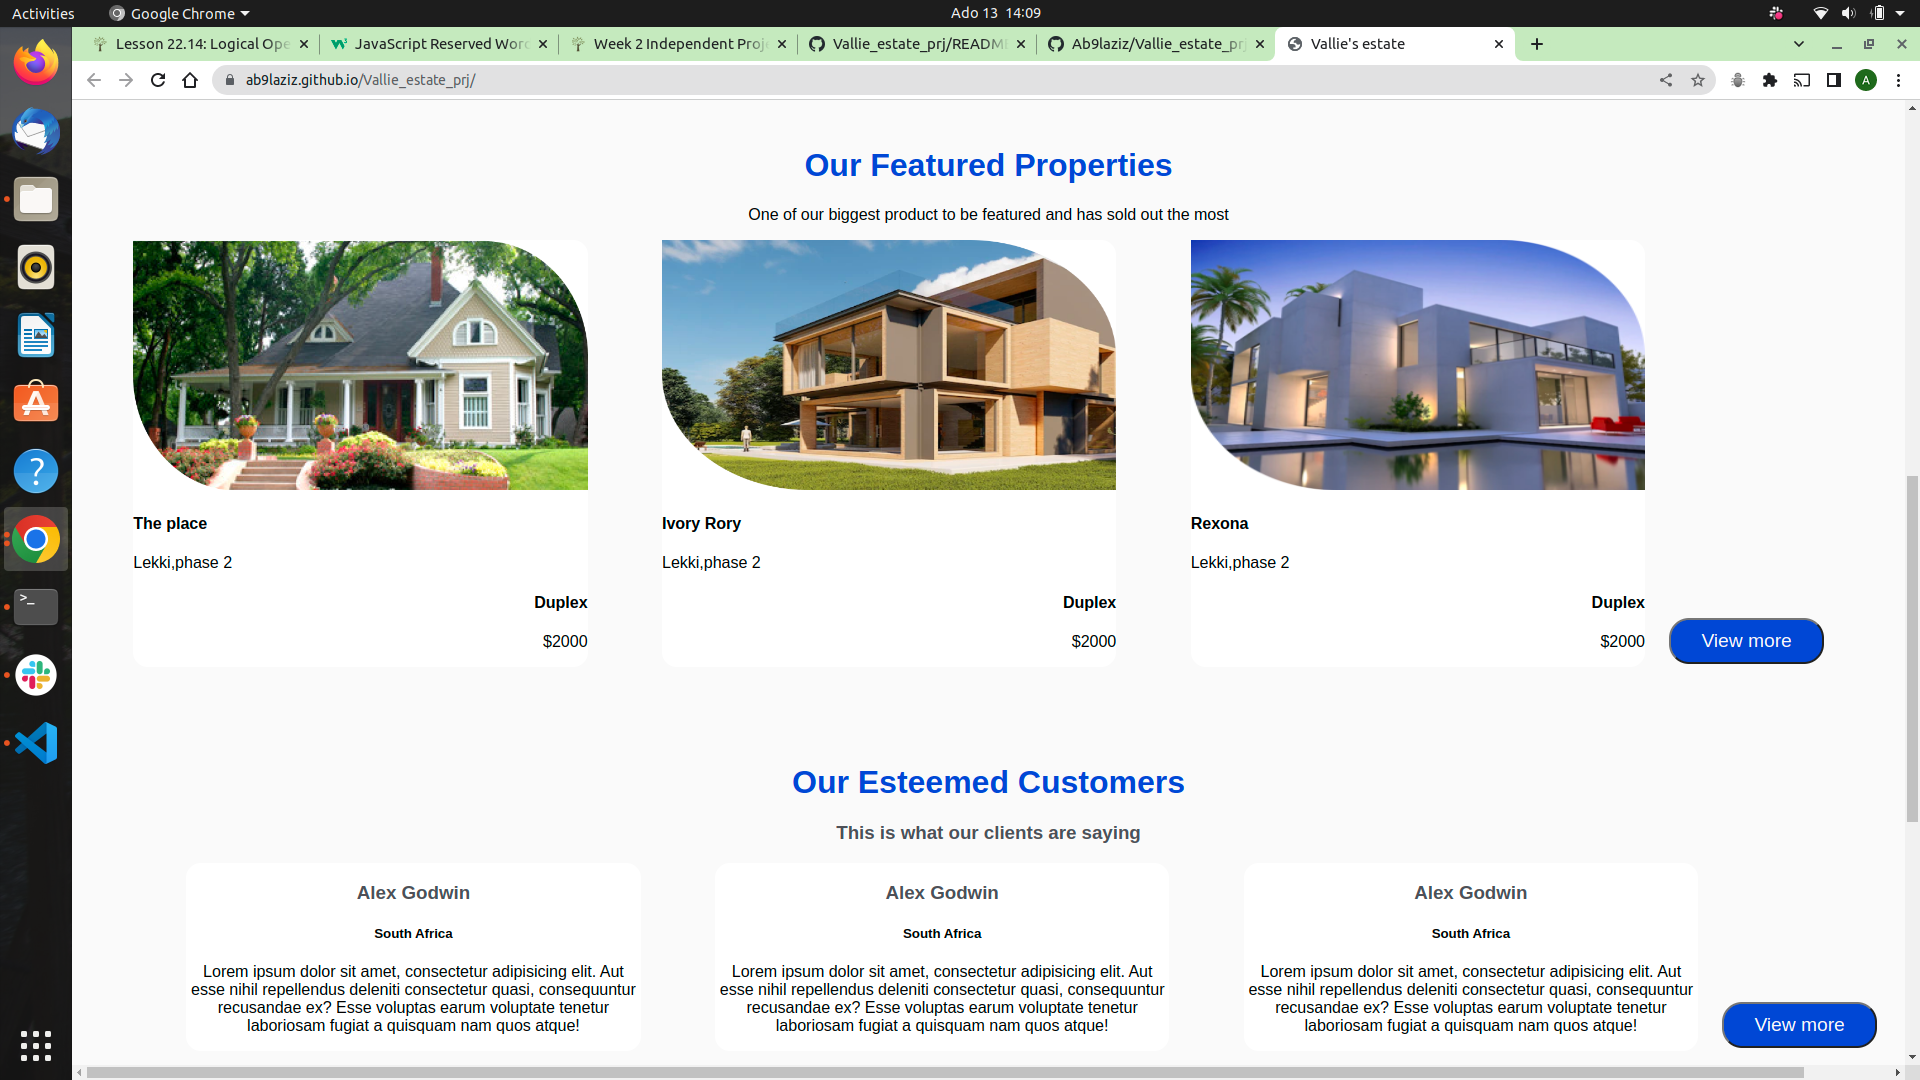 Activities
Google Chrome
Ado 13 14:09
Lesson 22.14: Logical Ope
JavaScript Reserved Word
Week 2 Independent Proje
Vallie_estate_prj/README
Ab9laziz/Vallie_estate_prj
Vallie's estate
ab9laziz.github.io/Vallie_estate_prj/
A
Our Featured Properties
One of our biggest product to be featured and has sold out the most
The place
Lekki,phase 2
Duplex
$2000
Ivory Rory
Lekki,phase 2
Duplex
$2000
Rexona
Lekki,phase 2
Duplex
$2000
View more
Our Esteemed Customers
This is what our clients are saying
Alex Godwin
South Africa
Lorem ipsum dolor sit amet, consectetur adipisicing elit. Aut
esse nihil repellendus deleniti consectetur quasi, consequuntur
recusandae ex? Esse voluptas earum voluptate tenetur
laboriosam fugiat a quisquam nam quos atque!
Alex Godwin
South Africa
Lorem ipsum dolor sit amet, consectetur adipisicing elit. Aut
esse nihil repellendus deleniti consectetur quasi, consequuntur
recusandae ex? Esse voluptas earum voluptate tenetur
laboriosam fugiat a quisquam nam quos atque!
Alex Godwin
South Africa
Lorem ipsum dolor sit amet, consectetur adipisicing elit. Aut
esse nihil repellendus deleniti consectetur quasi, consequuntur
recusandae ex? Esse voluptas earum voluptate tenetur
laboriosam fugiat a quisquam nam quos atque!
View more